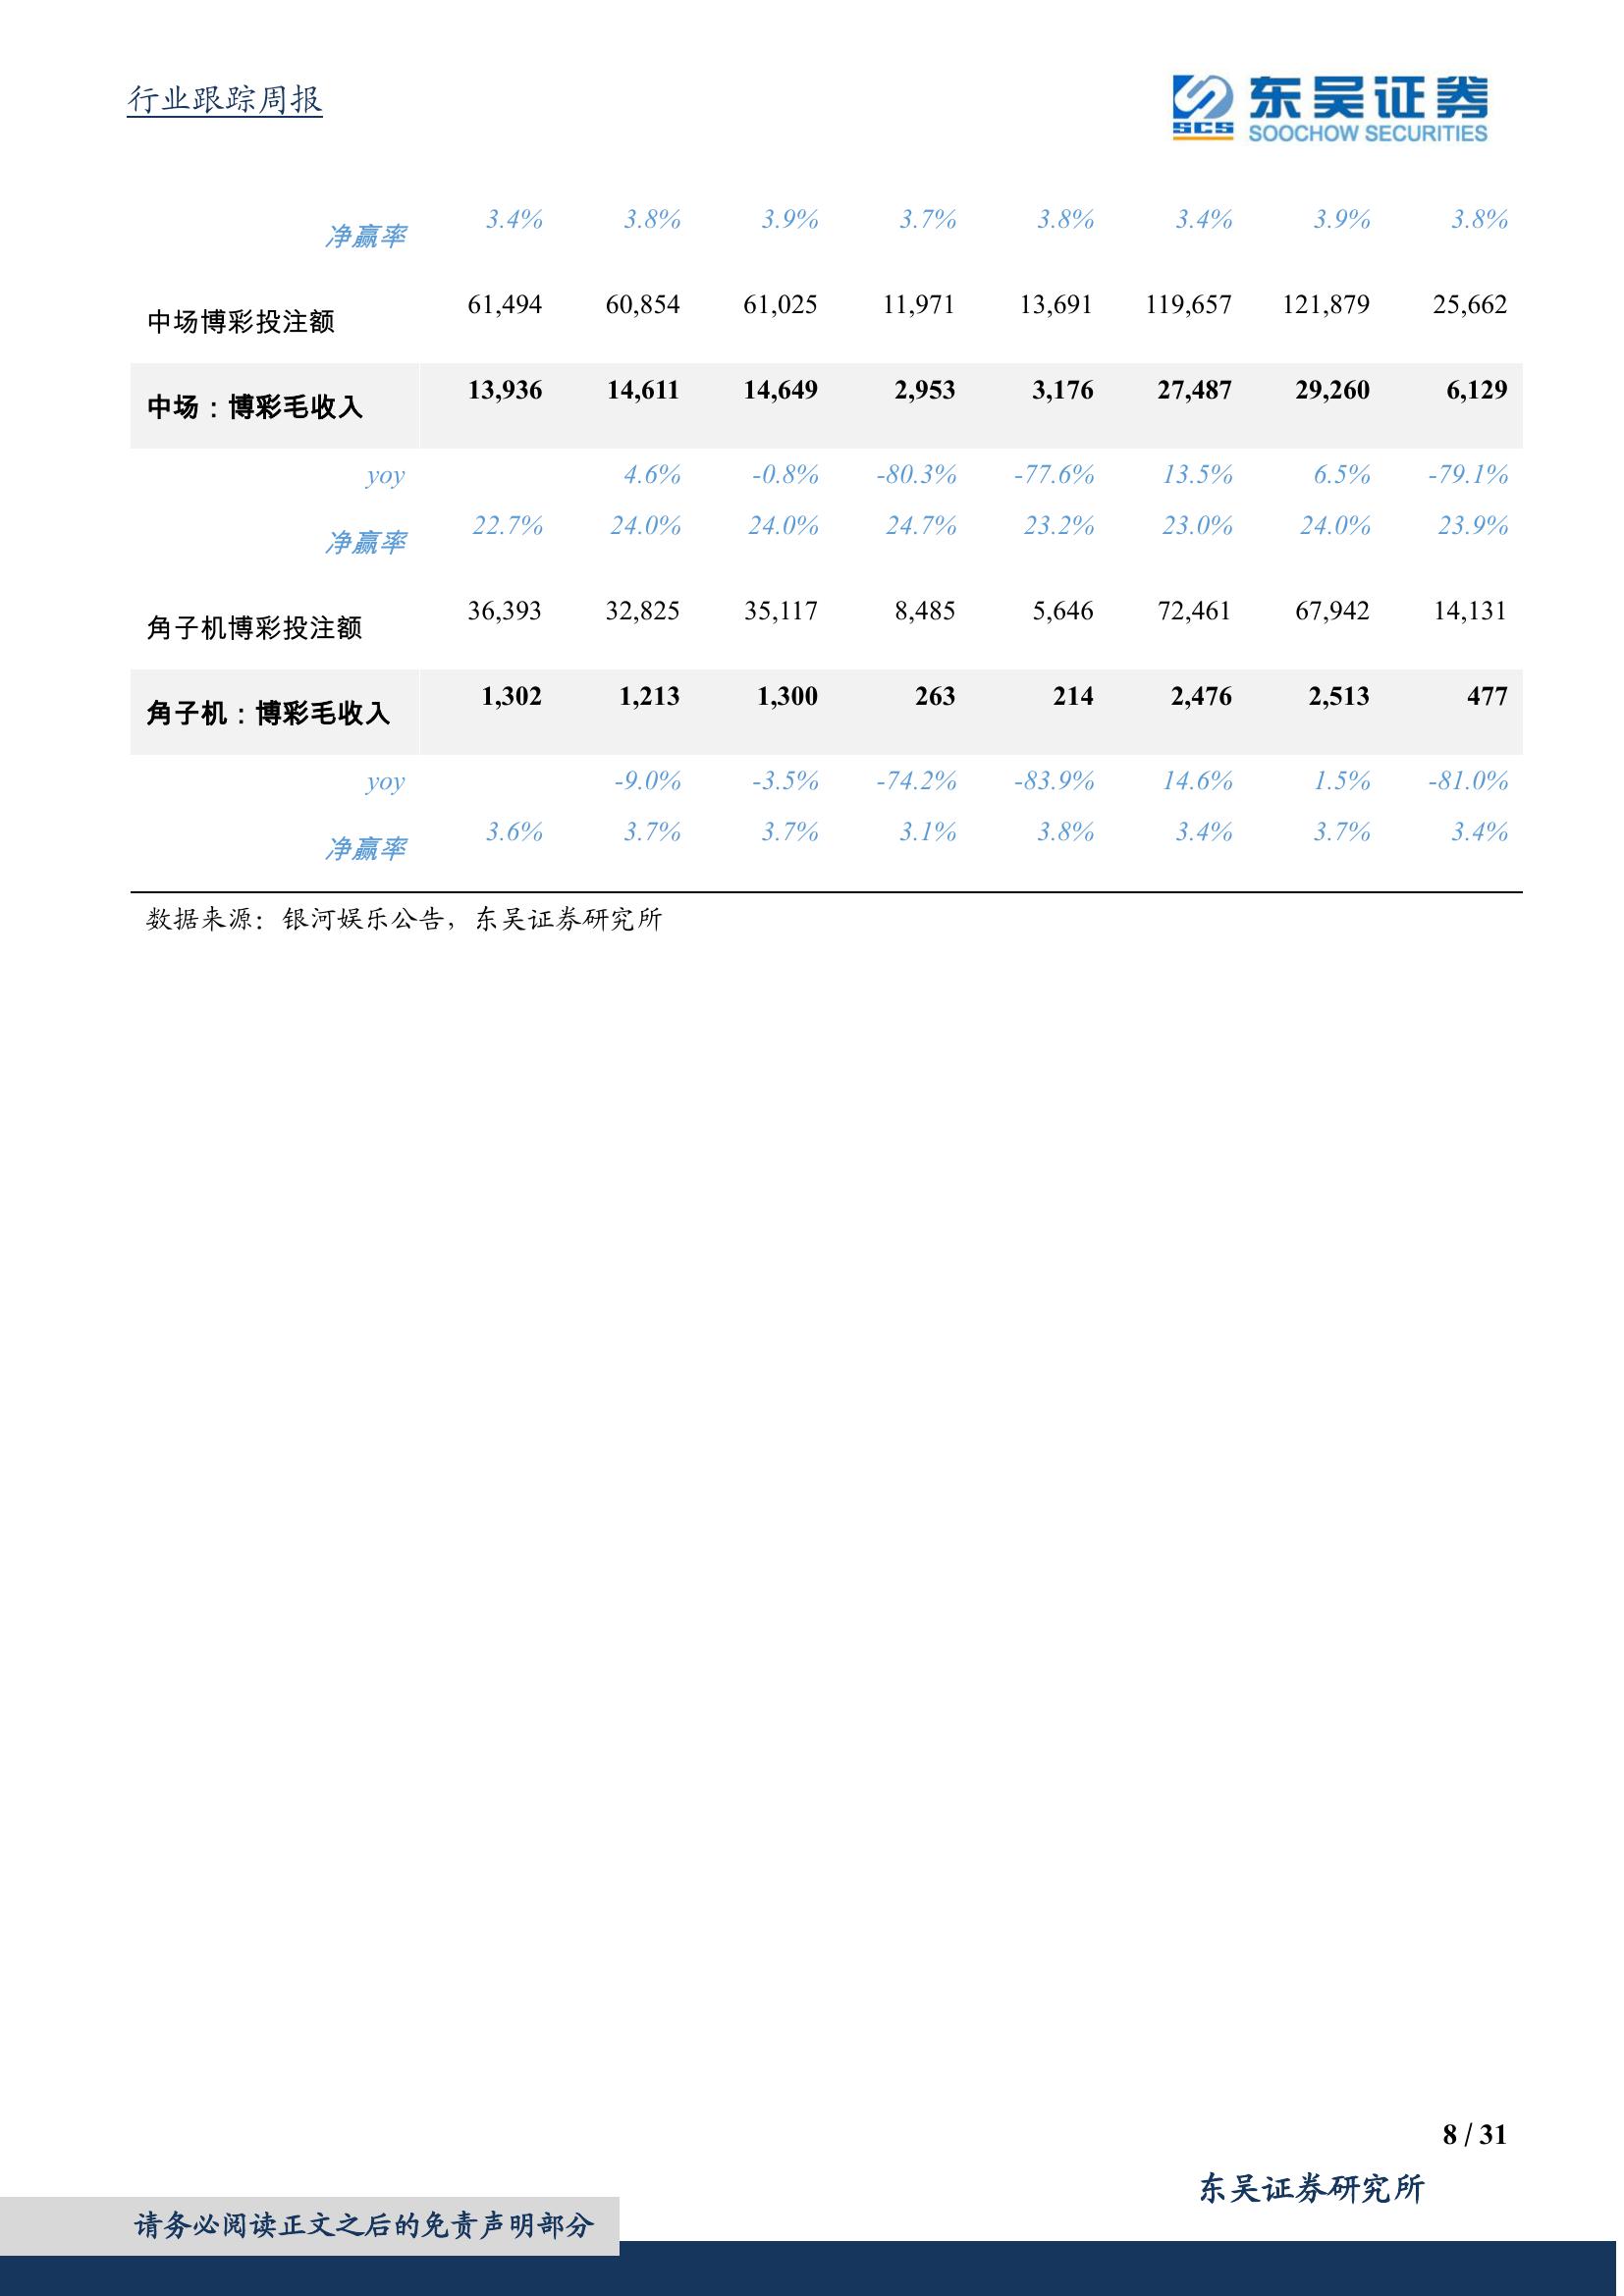 行业跟踪周报
SCS 东吴证券
SOOCHOW SECURITIES
净赢率 3.4% 3.8% 3.9% 3.7% 3.8% 3.4% 3.9% 3.8%
中场博彩投注额 61,494 60,854 61,025 11,971 13,691 119,657 121,879 25,662
中场：博彩毛收入 13,936 14,611 14,649 2,953 3,176 27,487 29,260 6,129
yoy 4.6% -0.8% -80.3% -77.6% 13.5% 6.5% -79.1%
净赢率 22.7% 24.0% 24.0% 24.7% 23.2% 23.0% 24.0% 23.9%
角子机博彩投注额 36,393 32,825 35,117 8,485 5,646 72,461 67,942 14,131
角子机：博彩毛收入 1,302 1,213 1,300 263 214 2,476 2,513 477
yoy -9.0% -3.5% -74.2% -83.9% 14.6% 1.5% -81.0%
净赢率 3.6% 3.7% 3.7% 3.1% 3.8% 3.4% 3.7% 3.4%
数据来源：银河娱乐公告，东吴证券研究所
8 / 31
东吴证券研究所
请务必阅读正文之后的免责声明部分